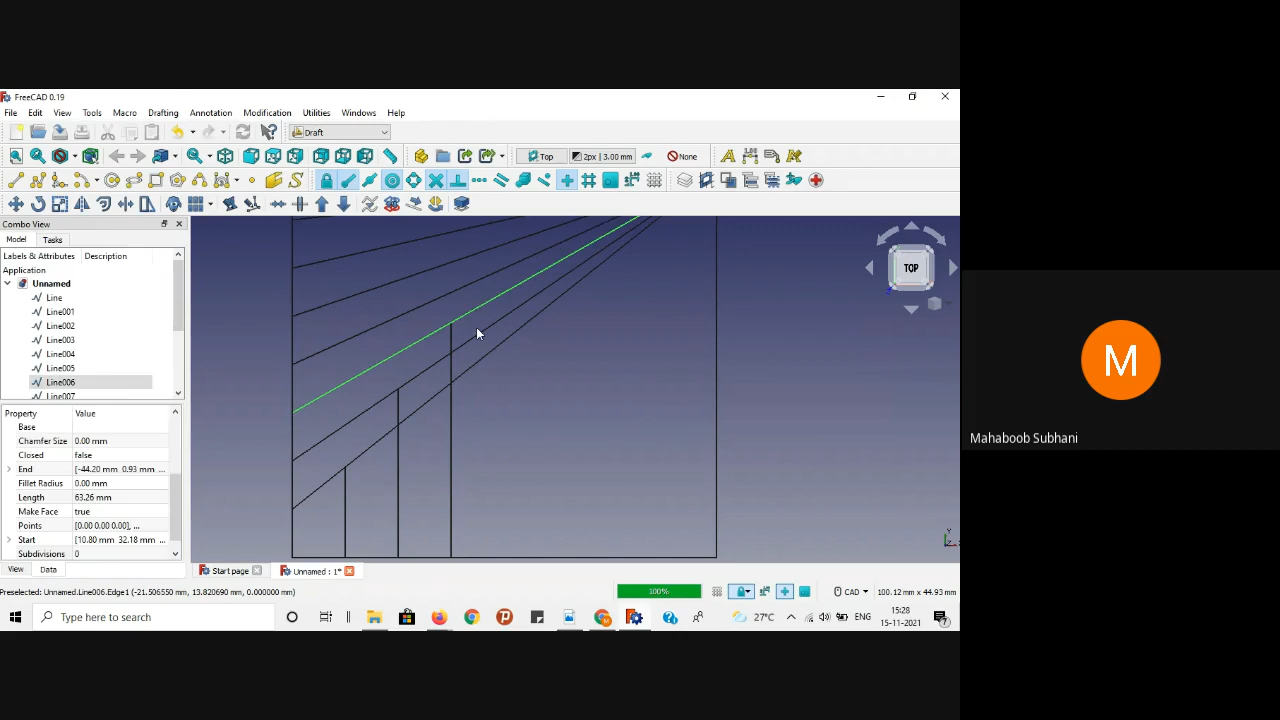 FreeCAD 0.19
File Edit View Tools Macro Drafting Annotation Modification Utilities Windows Help
Draft
Top 2px | 3.00 mm None
Combo View
Model Tasks
Labels & Attributes Description
Application
Unnamed
Line
Line001
Line002
Line003
Line004
Line005
Line006
Line007
Property Value
Base
Chamfer Size 0.00 mm
Closed false
End [-44.20 mm 0.93 mm ...
Fillet Radius 0.00 mm
Length 63.26 mm
Make Face true
Points [0.00 0.00 0.00], ...
Start [10.80 mm 32.18 mm ...
Subdivisions 0
View Data
TOP
Y
Start page Unnamed : 1*
Preselected: Unnamed.Line006.Edge1 (-21.506550 mm, 13.820690 mm, 0.000000 mm)
100%
CAD
100.12 mm x 44.93 mm
Type here to search
27°C
ENG
15:28
15-11-2021
M
Mahaboob Subhani